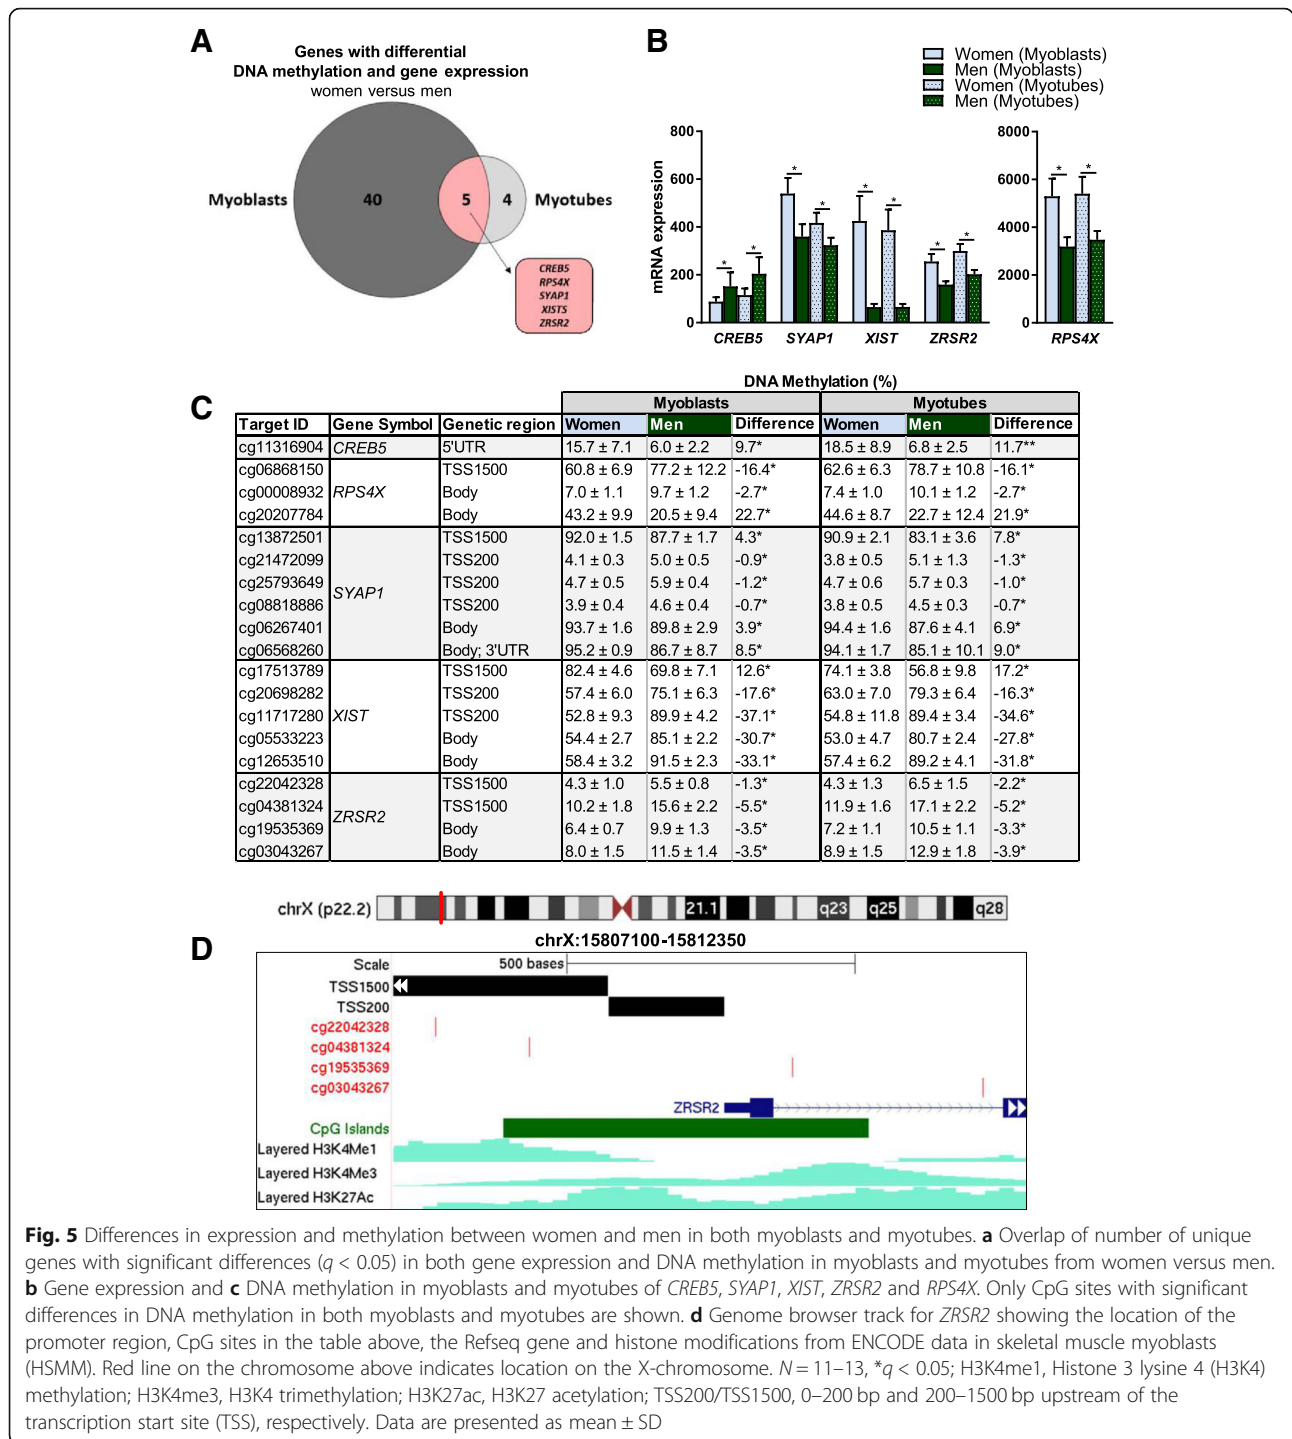 A
Genes with differential
DNA methylation and gene expression
women versus men
Myoblasts
40
5
4
Myotubes
CREB5
RPS4X
SYAP1
XISTS
ZRSR2
B
Women (Myoblasts)
Men (Myoblasts)
Women (Myotubes)
Men (Myotubes)
mRNA expression
800
600
400
200
0
* * * * * * * *
CREB5 SYAP1 XIST ZRSR2
8000
6000
4000
2000
0
* *
RPS4X
C
DNA Methylation (%)
Myoblasts Myotubes
Target ID Gene Symbol Genetic region Women Men Difference Women Men Difference
cg11316904 CREB5 5'UTR 15.7 ± 7.1 6.0 ± 2.2 9.7* 18.5 ± 8.9 6.8 ± 2.5 11.7**
cg06868150 TSS1500 60.8 ± 6.9 77.2 ± 12.2 -16.4* 62.6 ± 6.3 78.7 ± 10.8 -16.1*
cg00008932 RPS4X Body 7.0 ± 1.1 9.7 ± 1.2 -2.7* 7.4 ± 1.0 10.1 ± 1.2 -2.7*
cg20207784 Body 43.2 ± 9.9 20.5 ± 9.4 22.7* 44.6 ± 8.7 22.7 ± 12.4 21.9*
cg13872501 TSS1500 92.0 ± 1.5 87.7 ± 1.7 4.3* 90.9 ± 2.1 83.1 ± 3.6 7.8*
cg21472099 TSS200 4.1 ± 0.3 5.0 ± 0.5 -0.9* 3.8 ± 0.5 5.1 ± 1.3 -1.3*
cg25793649 TSS200 4.7 ± 0.5 5.9 ± 0.4 -1.2* 4.7 ± 0.6 5.7 ± 0.3 -1.0*
SYAP1
cg08818886 TSS200 3.9 ± 0.4 4.6 ± 0.4 -0.7* 3.8 ± 0.5 4.5 ± 0.3 -0.7*
cg06267401 Body 93.7 ± 1.6 89.8 ± 2.9 3.9* 94.4 ± 1.6 87.6 ± 4.1 6.9*
cg06568260 Body; 3'UTR 95.2 ± 0.9 86.7 ± 8.7 8.5* 94.1 ± 1.7 85.1 ± 10.1 9.0*
cg17513789 TSS1500 82.4 ± 4.6 69.8 ± 7.1 12.6* 74.1 ± 3.8 56.8 ± 9.8 17.2*
cg20698282 TSS200 57.4 ± 6.0 75.1 ± 6.3 -17.6* 63.0 ± 7.0 79.3 ± 6.4 -16.3*
cg11717280 XIST TSS200 52.8 ± 9.3 89.9 ± 4.2 -37.1* 54.8 ± 11.8 89.4 ± 3.4 -34.6*
cg05533223 Body 54.4 ± 2.7 85.1 ± 2.2 -30.7* 53.0 ± 4.7 80.7 ± 2.4 -27.8*
cg12653510 Body 58.4 ± 3.2 91.5 ± 2.3 -33.1* 57.4 ± 6.2 89.2 ± 4.1 -31.8*
cg22042328 TSS1500 4.3 ± 1.0 5.5 ± 0.8 -1.3* 4.3 ± 1.3 6.5 ± 1.5 -2.2*
cg04381324 TSS1500 10.2 ± 1.8 15.6 ± 2.2 -5.5* 11.9 ± 1.6 17.1 ± 2.2 -5.2*
ZRSR2
cg19535369 Body 6.4 ± 0.7 9.9 ± 1.3 -3.5* 7.2 ± 1.1 10.5 ± 1.1 -3.3*
cg03043267 Body 8.0 ± 1.5 11.5 ± 1.4 -3.5* 8.9 ± 1.5 12.9 ± 1.8 -3.9*
chrX (p22.2) 21.1 q23 q25 q28
D
chrX:15807100-15812350
Scale 500 bases
TSS1500
TSS200
cg22042328
cg04381324
cg19535369
cg03043267
ZRSR2
CpG Islands
Layered H3K4Me1
Layered H3K4Me3
Layered H3K27Ac
Fig. 5 Differences in expression and methylation between women and men in both myoblasts and myotubes. a Overlap of number of unique
genes with significant differences (q < 0.05) in both gene expression and DNA methylation in myoblasts and myotubes from women versus men.
b Gene expression and c DNA methylation in myoblasts and myotubes of CREB5, SYAP1, XIST, ZRSR2 and RPS4X. Only CpG sites with significant
differences in DNA methylation in both myoblasts and myotubes are shown. d Genome browser track for ZRSR2 showing the location of the
promoter region, CpG sites in the table above, the Refseq gene and histone modifications from ENCODE data in skeletal muscle myoblasts
(HSMM). Red line on the chromosome above indicates location on the X-chromosome. N = 11–13, *q < 0.05; H3K4me1, Histone 3 lysine 4 (H3K4)
methylation; H3K4me3, H3K4 trimethylation; H3K27ac, H3K27 acetylation; TSS200/TSS1500, 0–200 bp and 200–1500 bp upstream of the
transcription start site (TSS), respectively. Data are presented as mean ± SD